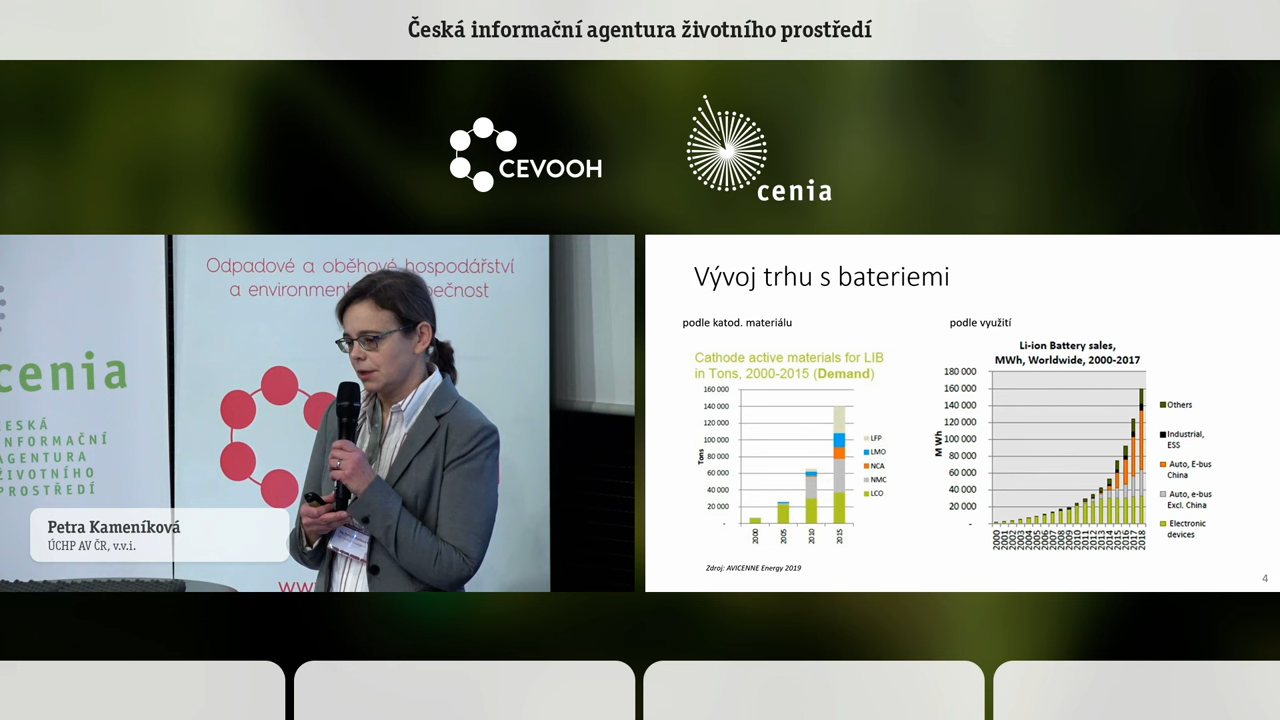 Česká informační agentura životního prostředí
CEVOOH
cenia
Odpadové a oběhové hospodářství
a environment
pečnost
cenia
ČESKÁ
INFORMAČNÍ
AGENTURA
ŽIVOTNÍHO
PROSTŘEDÍ
www
Petra Kameníková
ÚCHP AV ČR, v.v.i.
Vývoj trhu s bateriemi
podle katod. materiálu
Cathode active materials for LIB
in Tons, 2000-2015 (Demand)
160 000
140 000
120 000
100 000
80 000
60 000
40 000
20 000
-
Tons
2000
2005
2010
2015
LFP
LMO
NCA
NMC
LCO
Zdroj: AVICENNE Energy 2019
podle využití
Li-ion Battery sales,
MWh, Worldwide, 2000-2017
180 000
160 000
140 000
120 000
100 000
80 000
60 000
40 000
20 000
-
MWh
2000
2001
2002
2003
2004
2005
2006
2007
2008
2009
2010
2011
2012
2013
2014
2015
2016
2017
2018
Others
Industrial,
ESS
Auto, E-bus
China
Auto, e-bus
Excl. China
Electronic
devices
4